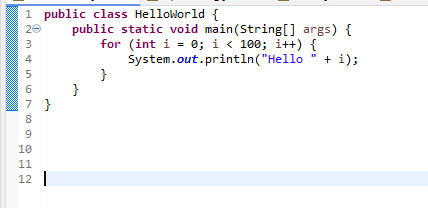 1 public class HelloWorld {
2     public static void main(String[] args) {
3         for (int i = 0; i < 100; i++) {
4             System.out.println("Hello " + i);
5         }
6     }
7 }
8
9
10
11
12